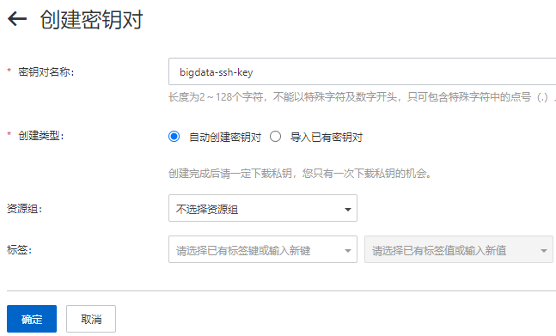 创建密钥对
* 密钥对名称：
bigdata-ssh-key
长度为2～128个字符，不能以特殊字符及数字开头，只可包含特殊字符中的点号（.）.
* 创建类型：
自动创建密钥对 导入已有密钥对
创建完成后请一定下载私钥，您只有一次下载私钥的机会。
资源组：
不选择资源组
标签：
请选择已有标签键或输入新键 请选择已有标签值或输入新值
确定 取消